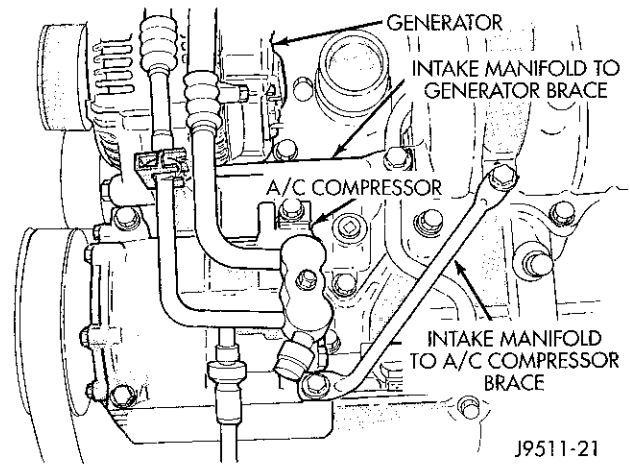 GENERATOR
INTAKE MANIFOLD TO
GENERATOR BRACE
A/C COMPRESSOR
INTAKE MANIFOLD
TO A/C COMPRESSOR
BRACE
J9511-21